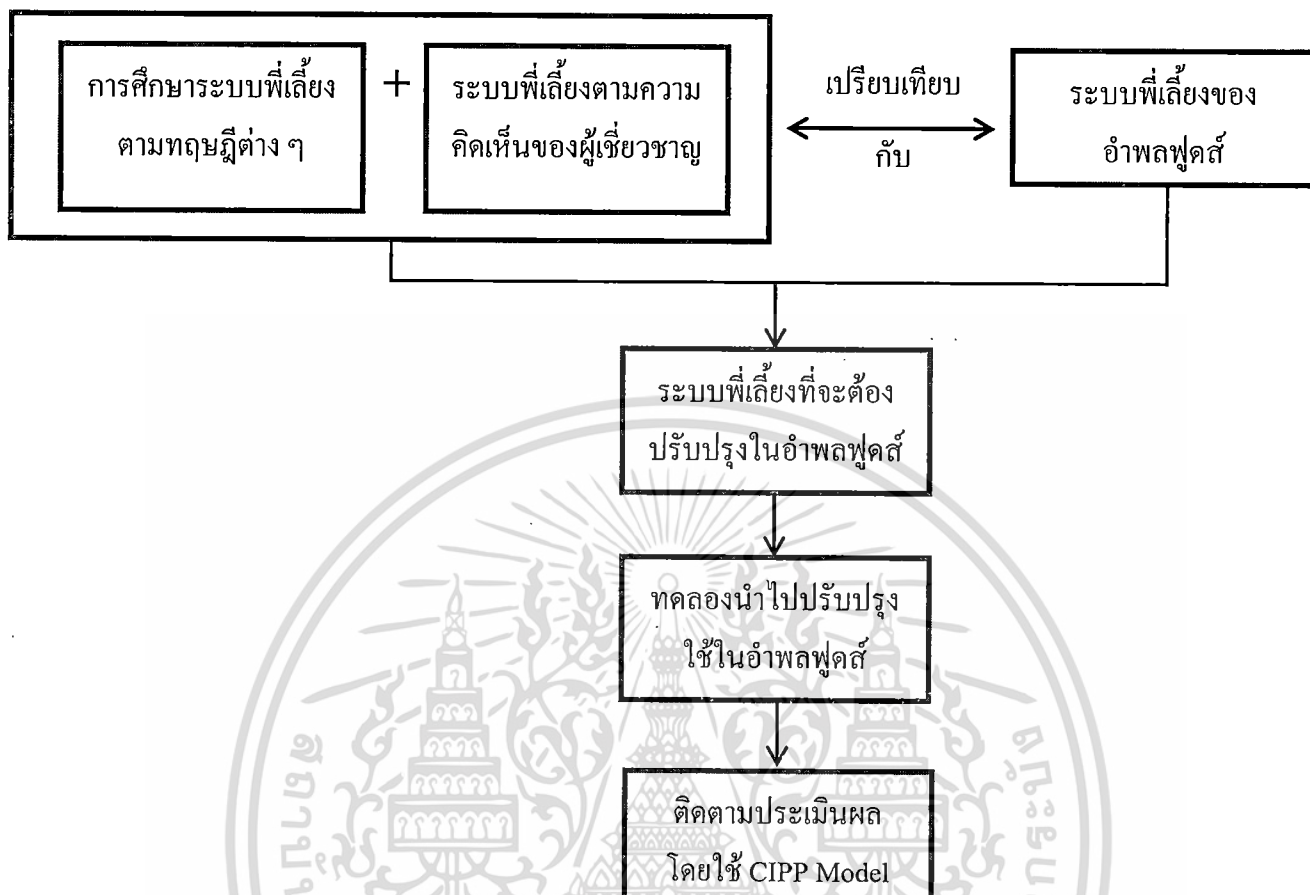 การศึกษาระบบพี่เลี้ยง
ตามทฤษฎีต่าง ๆ
+
ระบบพี่เลี้ยงตามความ
คิดเห็นของผู้เชี่ยวชาญ
เปรียบเทียบ
กับ
ระบบพี่เลี้ยงของ
อำพลฟูดส์
ระบบพี่เลี้ยงที่จะต้อง
ปรับปรุงในอำพลฟูดส์
ทดลองนำไปปรับปรุง
ใช้ในอำพลฟูดส์
ติดตามประเมินผล
โดยใช้ CIPP Model